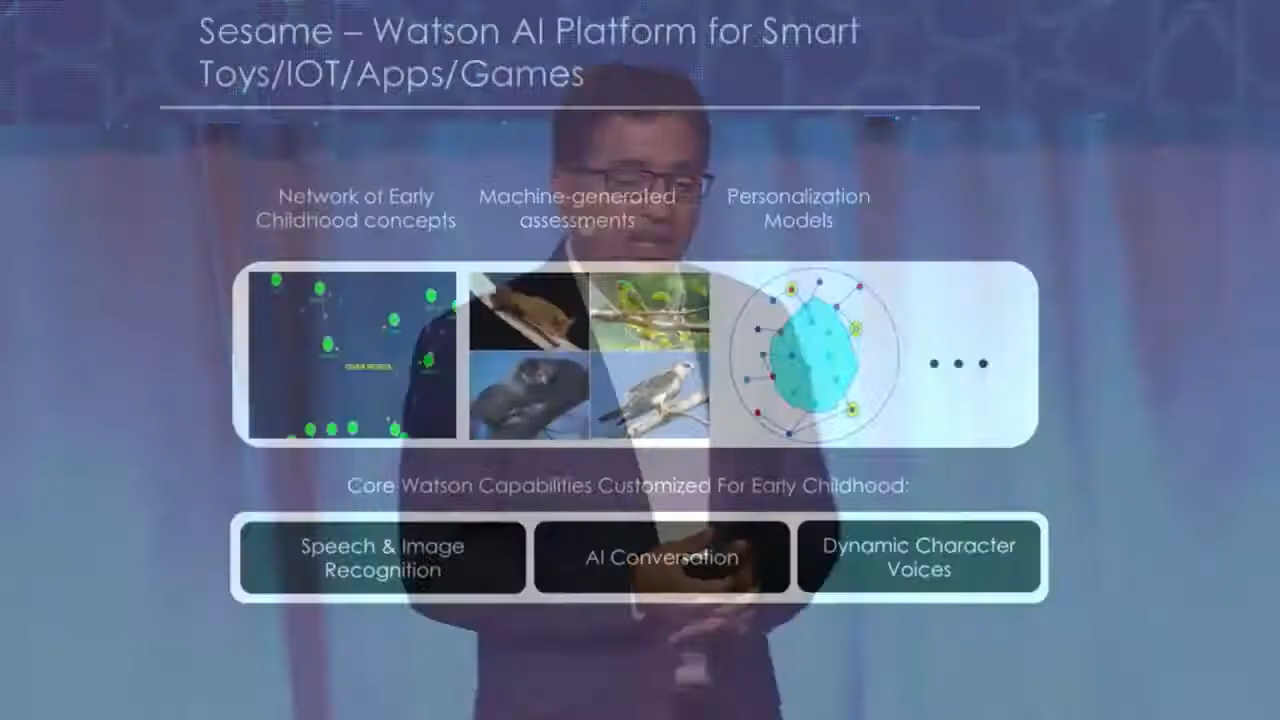 Sesame – Watson AI Platform for Smart
Toys/IOT/Apps/Games
Network of Early
Childhood concepts
Machine-generated
assessments
Personalization
Models
Core Watson Capabilities Customized For Early Childhood:
Speech & Image
Recognition
AI Conversation
Dynamic Character
Voices